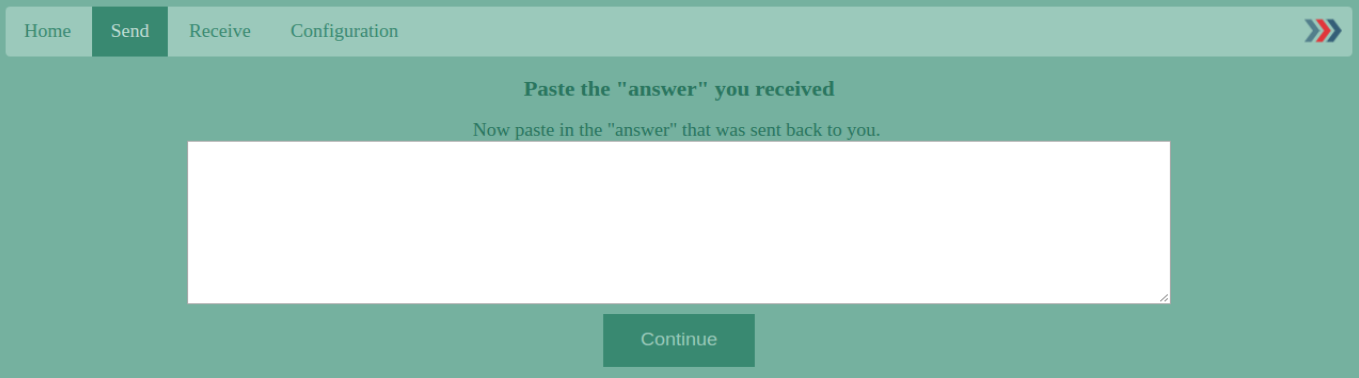 Home Send Receive Configuration
Paste the "answer" you received
Now paste in the "answer" that was sent back to you.
Continue